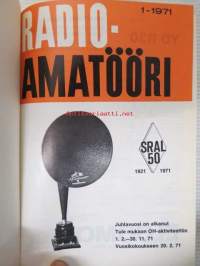 1-1971
RADIO-
AMATÖÖRI
SRAL
50
1921 1971
Juhlavuosi on alkanut
Tule mukaan OH-aktiviteettiin
1. 2.—30. 11. 71
Vuosikokoukseen 20. 3. 71